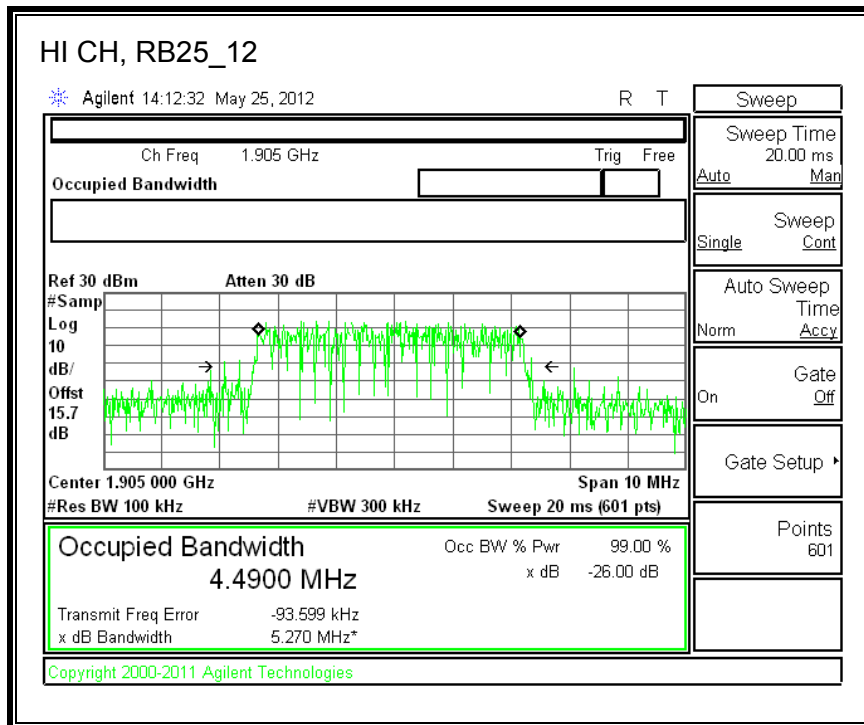 HI CH, RB25_12
Agilent 14:12:32 May 25, 2012 R T
Ch Freq 1.905 GHz Trig Free
Occupied Bandwidth
Ref 30 dBm Atten 30 dB
#Samp
Log
10
dB/
Offst
15.7
dB
Center 1.905 000 GHz Span 10 MHz
#Res BW 100 kHz #VBW 300 kHz Sweep 20 ms (601 pts)
Occupied Bandwidth Occ BW % Pwr 99.00 %
4.4900 MHz x dB -26.00 dB
Transmit Freq Error -93.599 kHz
x dB Bandwidth 5.270 MHz*
Copyright 2000-2011 Agilent Technologies
Sweep
Sweep Time
20.00 ms
Auto Man
Sweep
Single Cont
Auto Sweep
Time
Norm Accy
Gate
On Off
Gate Setup
Points
601